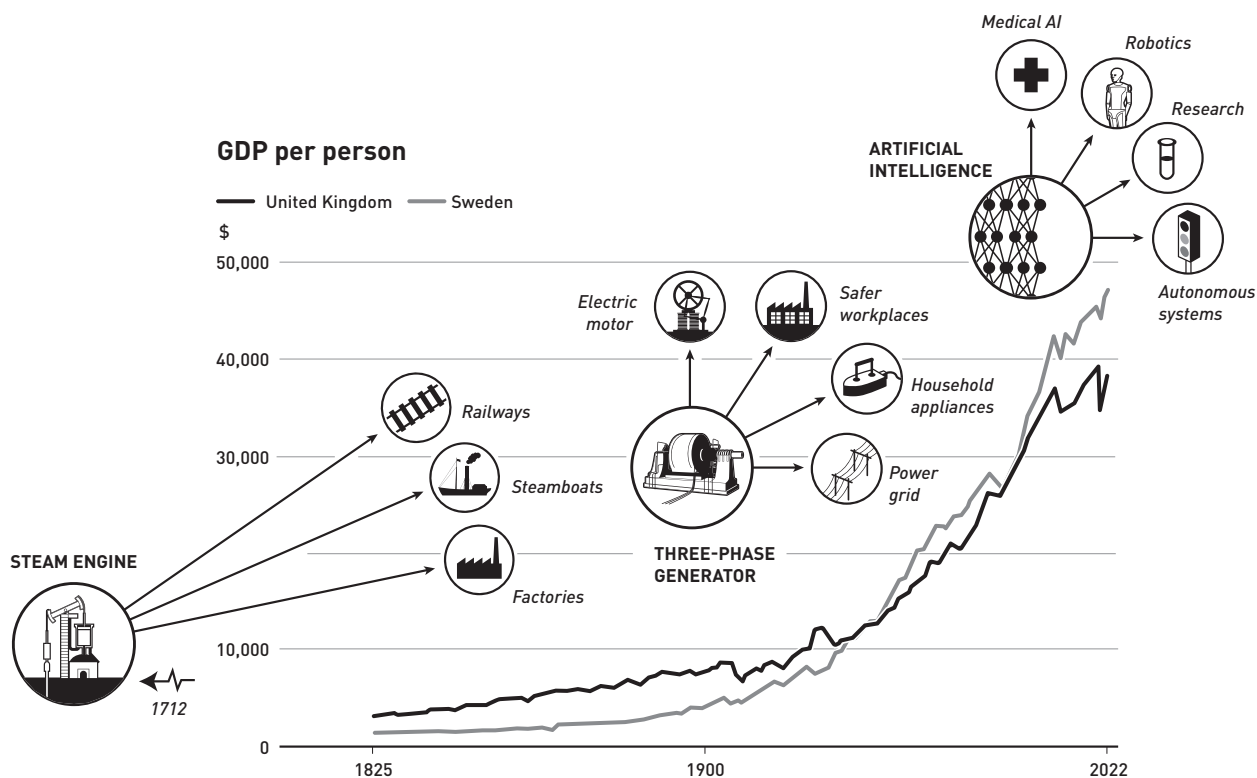 Medical AI
Robotics
Research
ARTIFICIAL
INTELLIGENCE
Autonomous
systems
GDP per person
United Kingdom
Sweden
$
50,000
40,000
30,000
10,000
0
Electric
motor
Safer
workplaces
Household
appliances
Power
grid
THREE-PHASE
GENERATOR
Railways
Steamboats
Factories
STEAM ENGINE
1712
1825
1900
2022